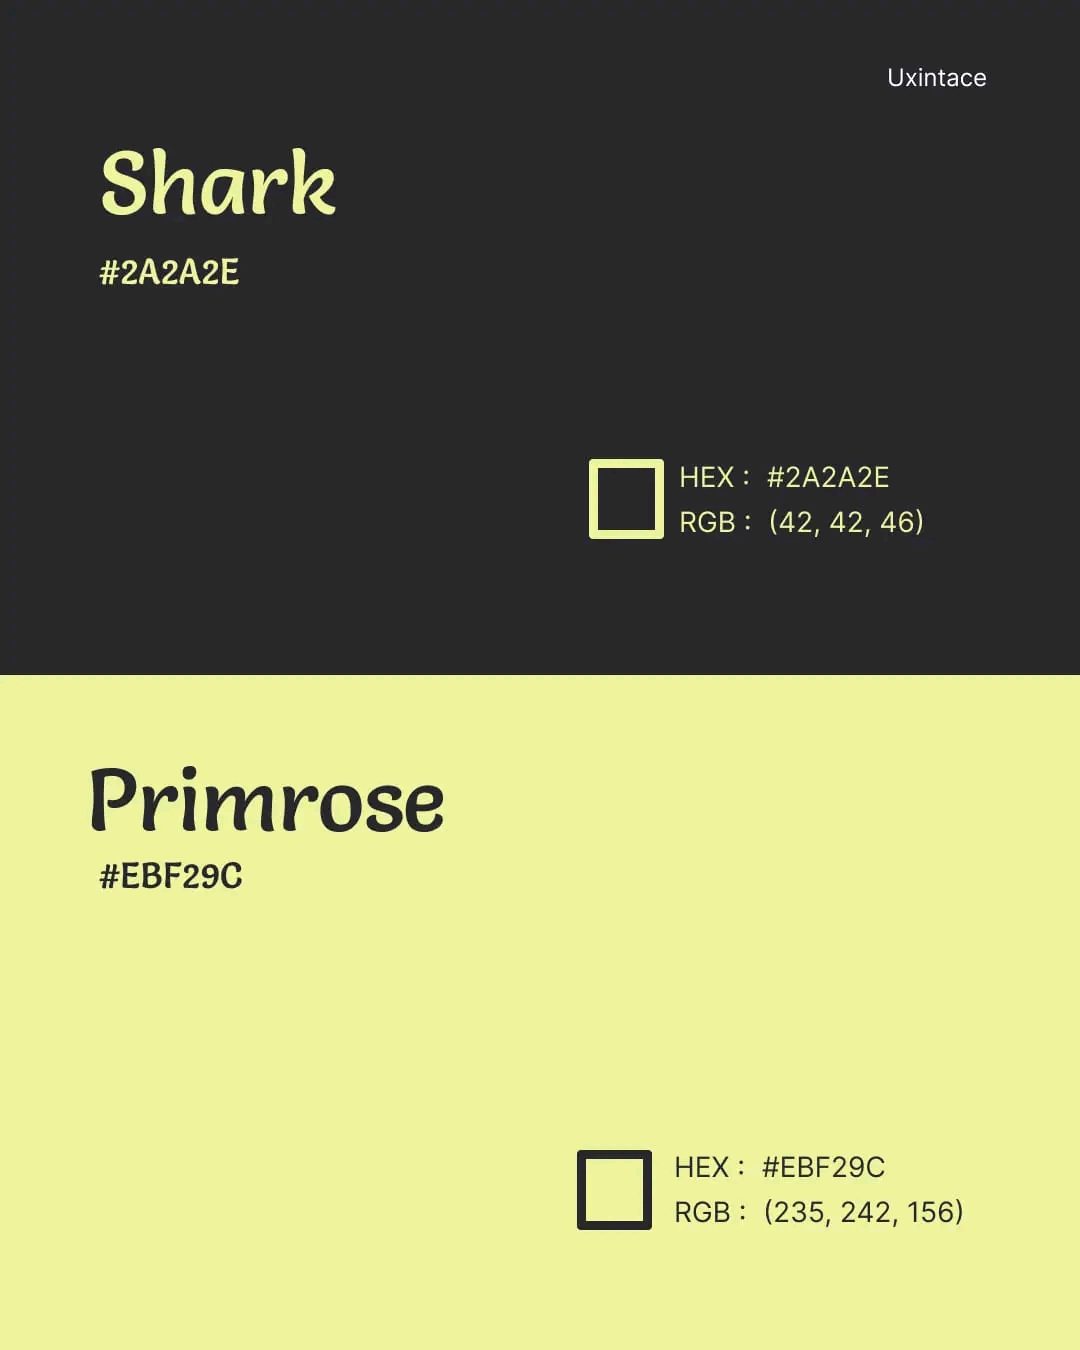 Uxintace
Shark
#2A2A2E
HEX : #2A2A2E
RGB : (42, 42, 46)
Primrose
#EBF29C
HEX : #EBF29C
RGB : (235, 242, 156)